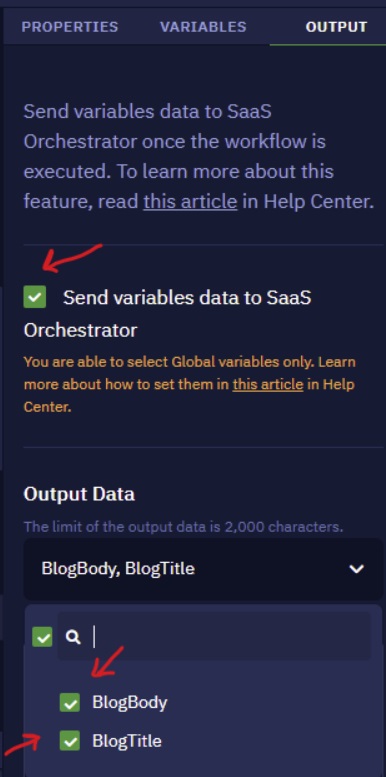 PROPERTIES VARIABLES OUTPUT
Send variables data to SaaS
Orchestrator once the workflow is
executed. To learn more about this
feature, read this article in Help Center.
Send variables data to SaaS
Orchestrator
You are able to select Global variables only. Learn
more about how to set them in this article in Help
Center.
Output Data
The limit of the output data is 2,000 characters.
BlogBody, BlogTitle
BlogBody
BlogTitle